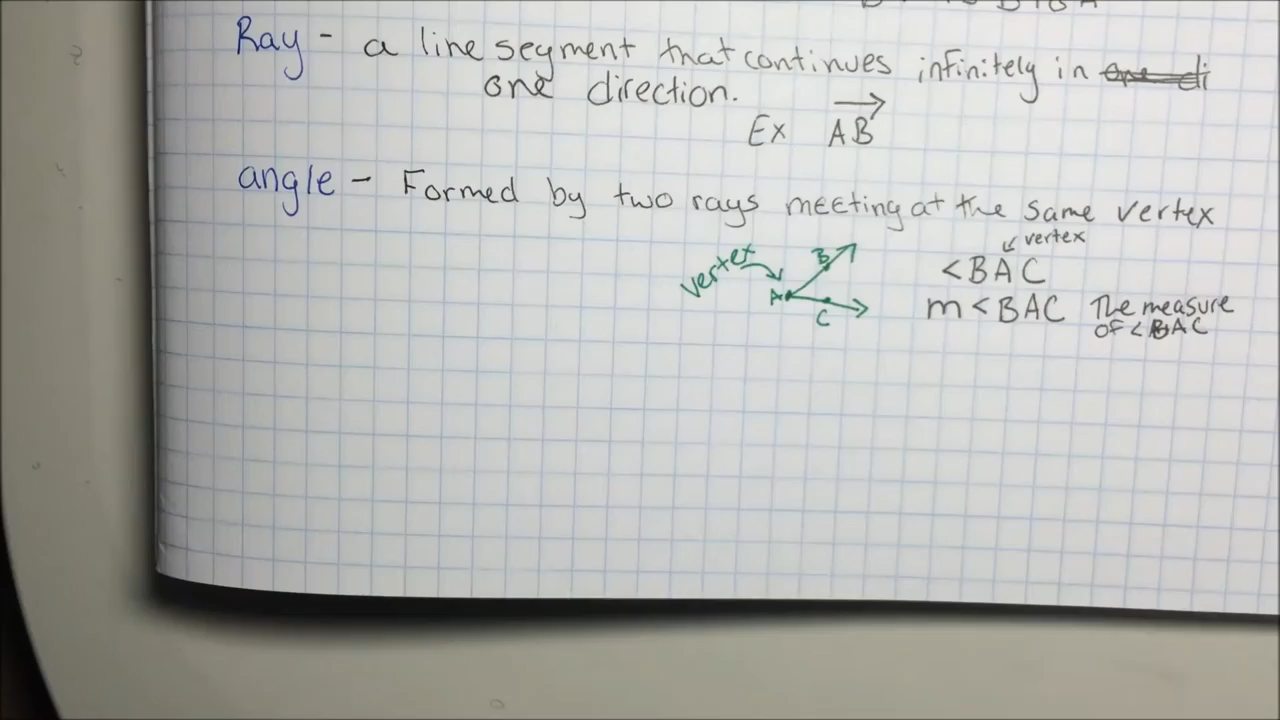 Ray - a line segment that continues infinitely in
one direction.
Ex AB
angle - Formed by two rays meeting at the same vertex
vertex
vertex
B
A
C
<BAC
m<BAC The measure
of <BAC